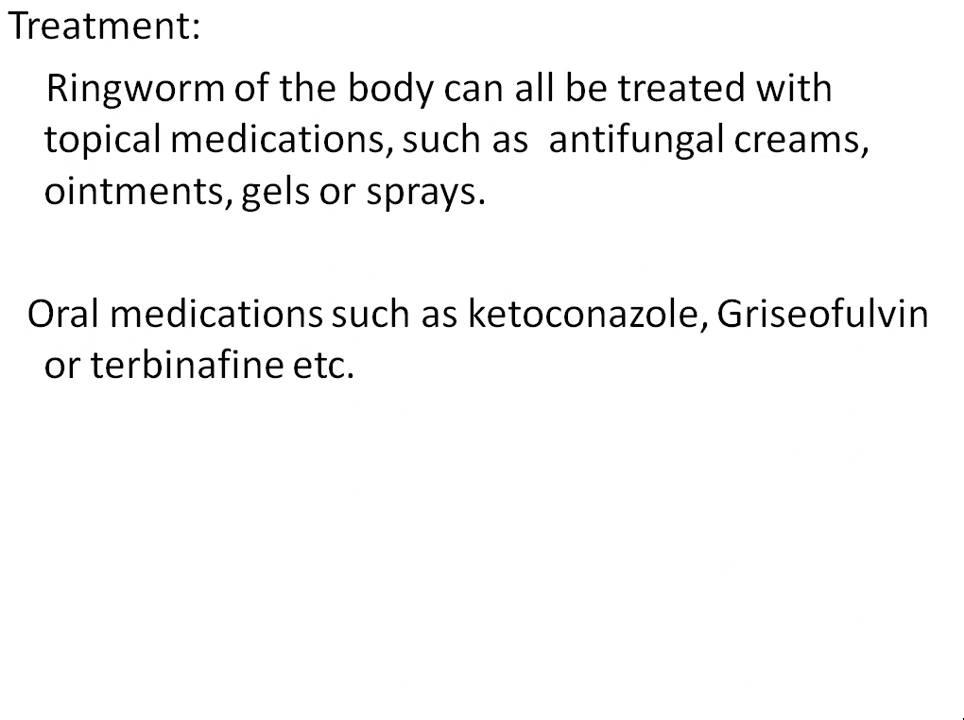 Treatment:
Ringworm of the body can all be treated with
topical medications, such as antifungal creams,
ointments, gels or sprays.
Oral medications such as ketoconazole, Griseofulvin
or terbinafine etc.